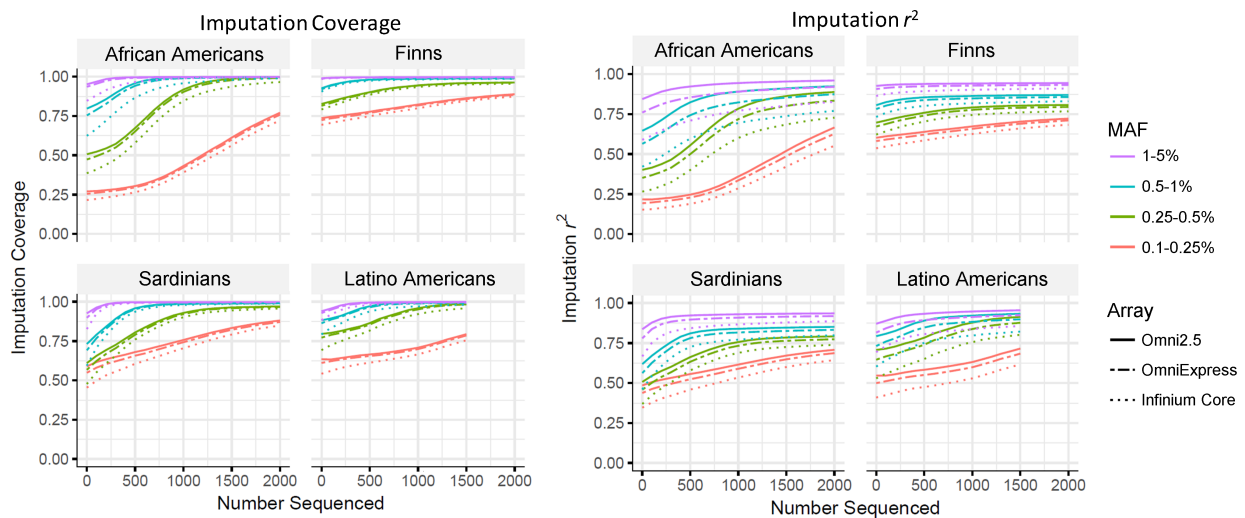 Imputation Coverage
African Americans
Finns
1.00
0.75
0.50
0.25
0.00
Sardinians
Latino Americans
1.00
0.75
0.50
0.25
0.00
0 500 1000 1500 2000
0 500 1000 1500 2000
Number Sequenced
Imputation Coverage
Imputation r²
African Americans
Finns
1.00
0.75
0.50
0.25
0.00
Sardinians
Latino Americans
1.00
0.75
0.50
0.25
0.00
0 500 1000 1500 2000
0 500 1000 1500 2000
Number Sequenced
Imputation r²
MAF
1-5%
0.5-1%
0.25-0.5%
0.1-0.25%
Array
Omni2.5
OmniExpress
Infinium Core